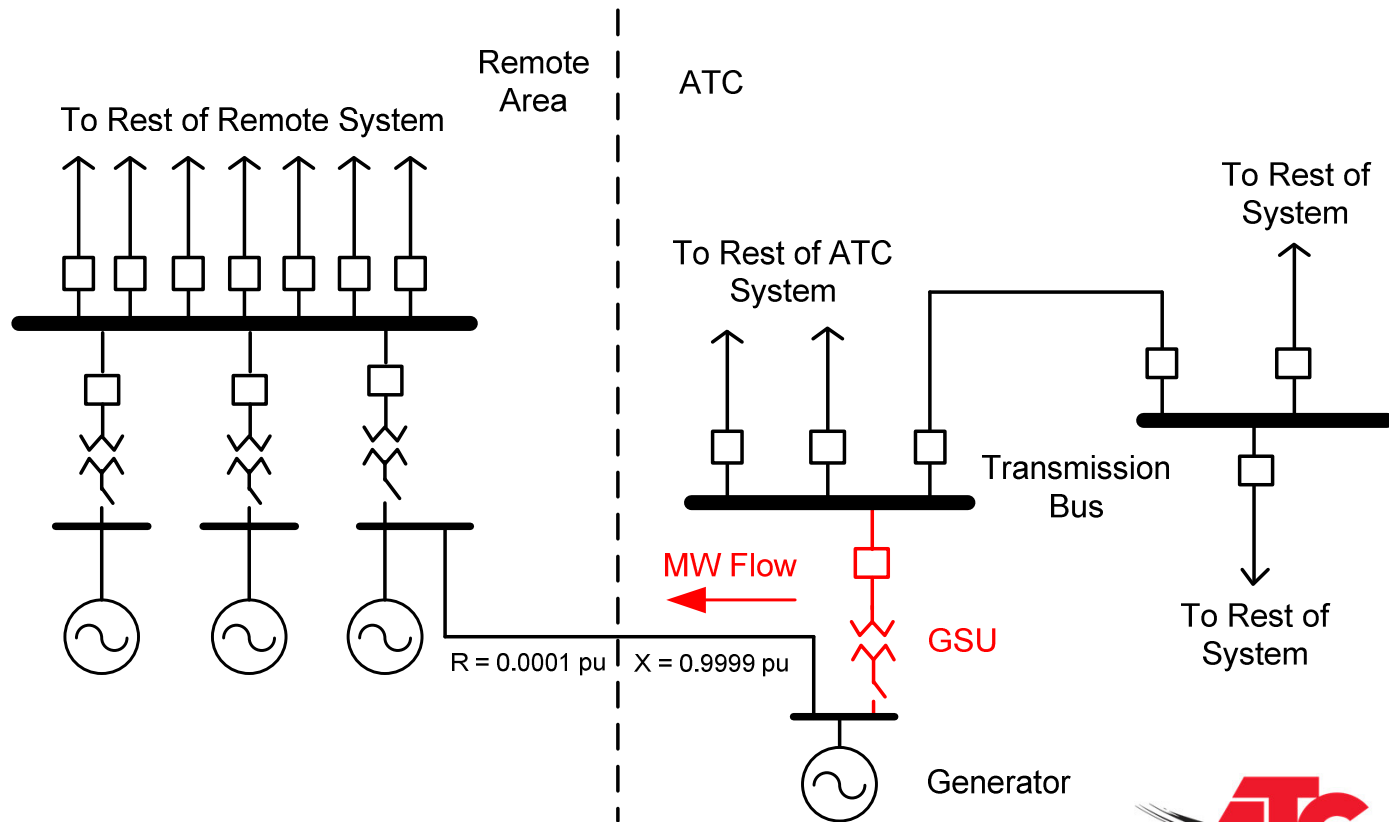 Remote
Area
ATC
To Rest of Remote System
To Rest of
System
To Rest of ATC
System
Transmission
Bus
MW Flow
GSU
R = 0.0001 pu
X = 0.9999 pu
To Rest of
System
Generator
ATC